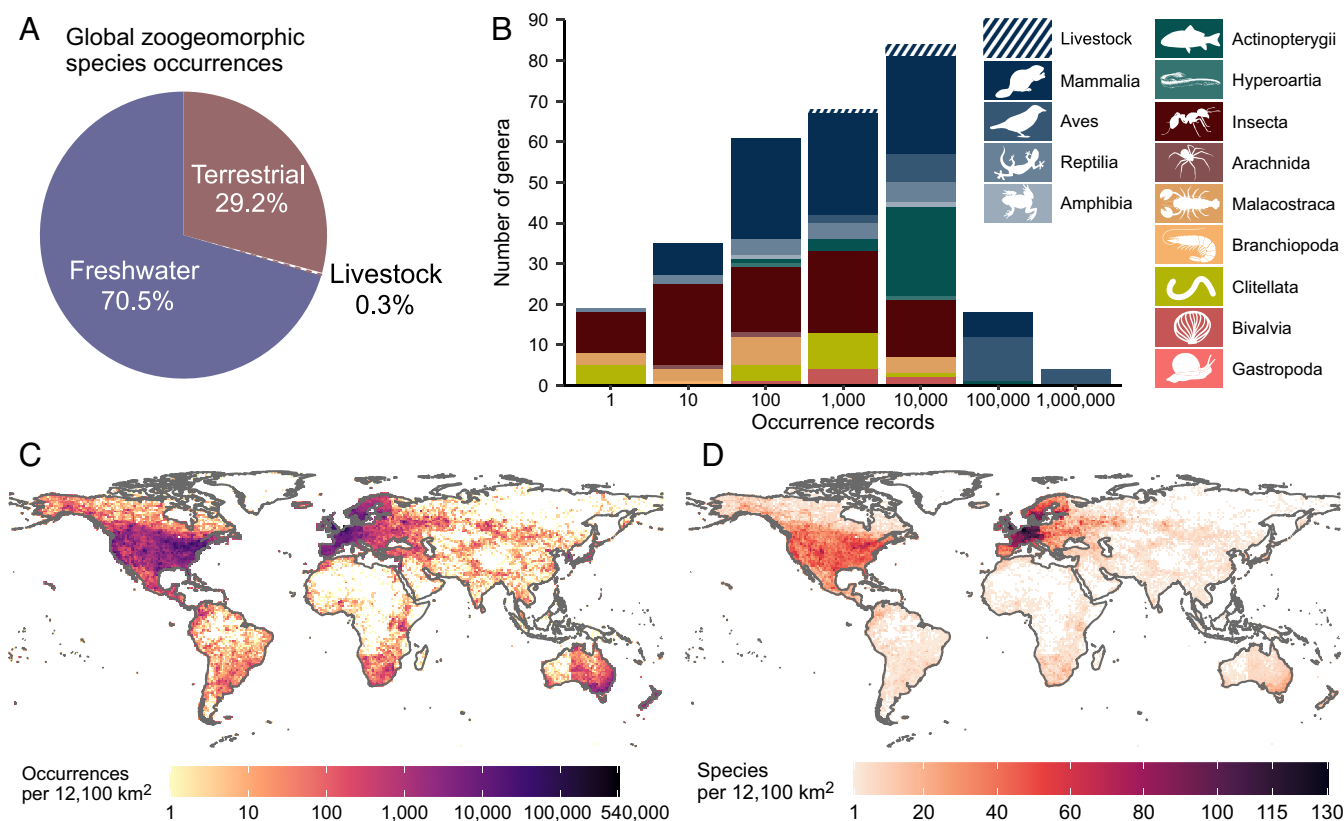 A
Global zoogeomorphic
species occurrences
Terrestrial
29.2%
Freshwater
70.5%
Livestock
0.3%
B
Number of genera
90
80
70
60
50
40
30
20
10
0
1 10 100 1,000 10,000 100,000 1,000,000
Occurrence records
Livestock
Mammalia
Aves
Reptilia
Amphibia
Actinopterygii
Hyperoartia
Insecta
Arachnida
Malacostraca
Branchiopoda
Clitellata
Bivalvia
Gastropoda
C
Occurrences
per 12,100 km²
1 10 100 1,000 10,000 100,000 540,000
D
Species
per 12,100 km²
1 20 40 60 80 100 115 130